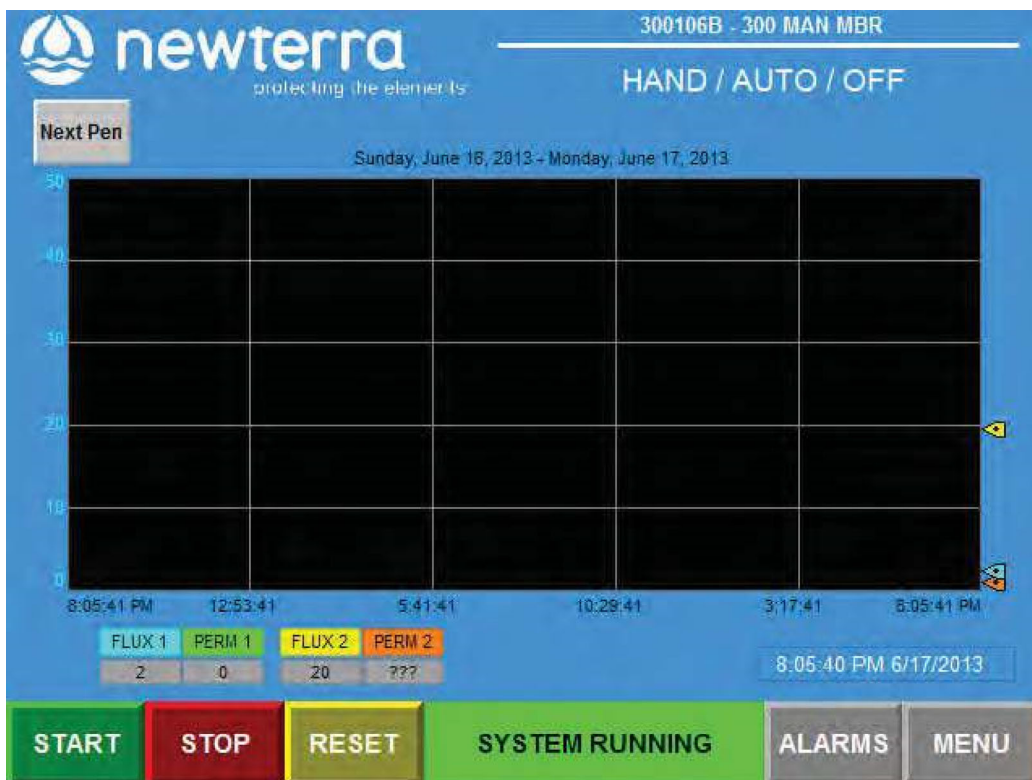 300106B - 300 MAN MBR
newterra
protecting the elements
HAND / AUTO / OFF
Next Pen
Sunday, June 16, 2013 - Monday, June 17, 2013
50
40
30
20
10
0
8:05:41 PM 12:53:41 5:41:41 10:29:41 3:17:41 8:05:41 PM
FLUX 1 PERM 1 FLUX 2 PERM 2
2 0 20 ???
8:05:40 PM 6/17/2013
START STOP RESET SYSTEM RUNNING ALARMS MENU